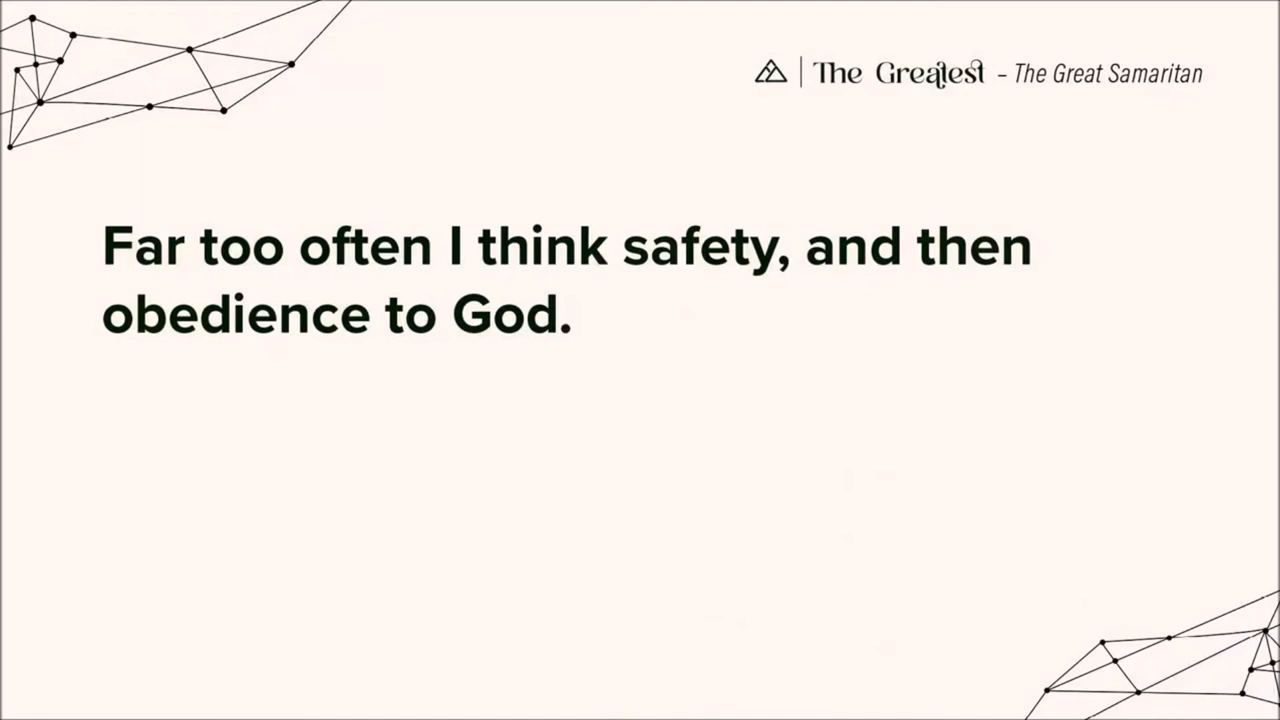 The Greatest – The Great Samaritan
Far too often I think safety, and then
obedience to God.